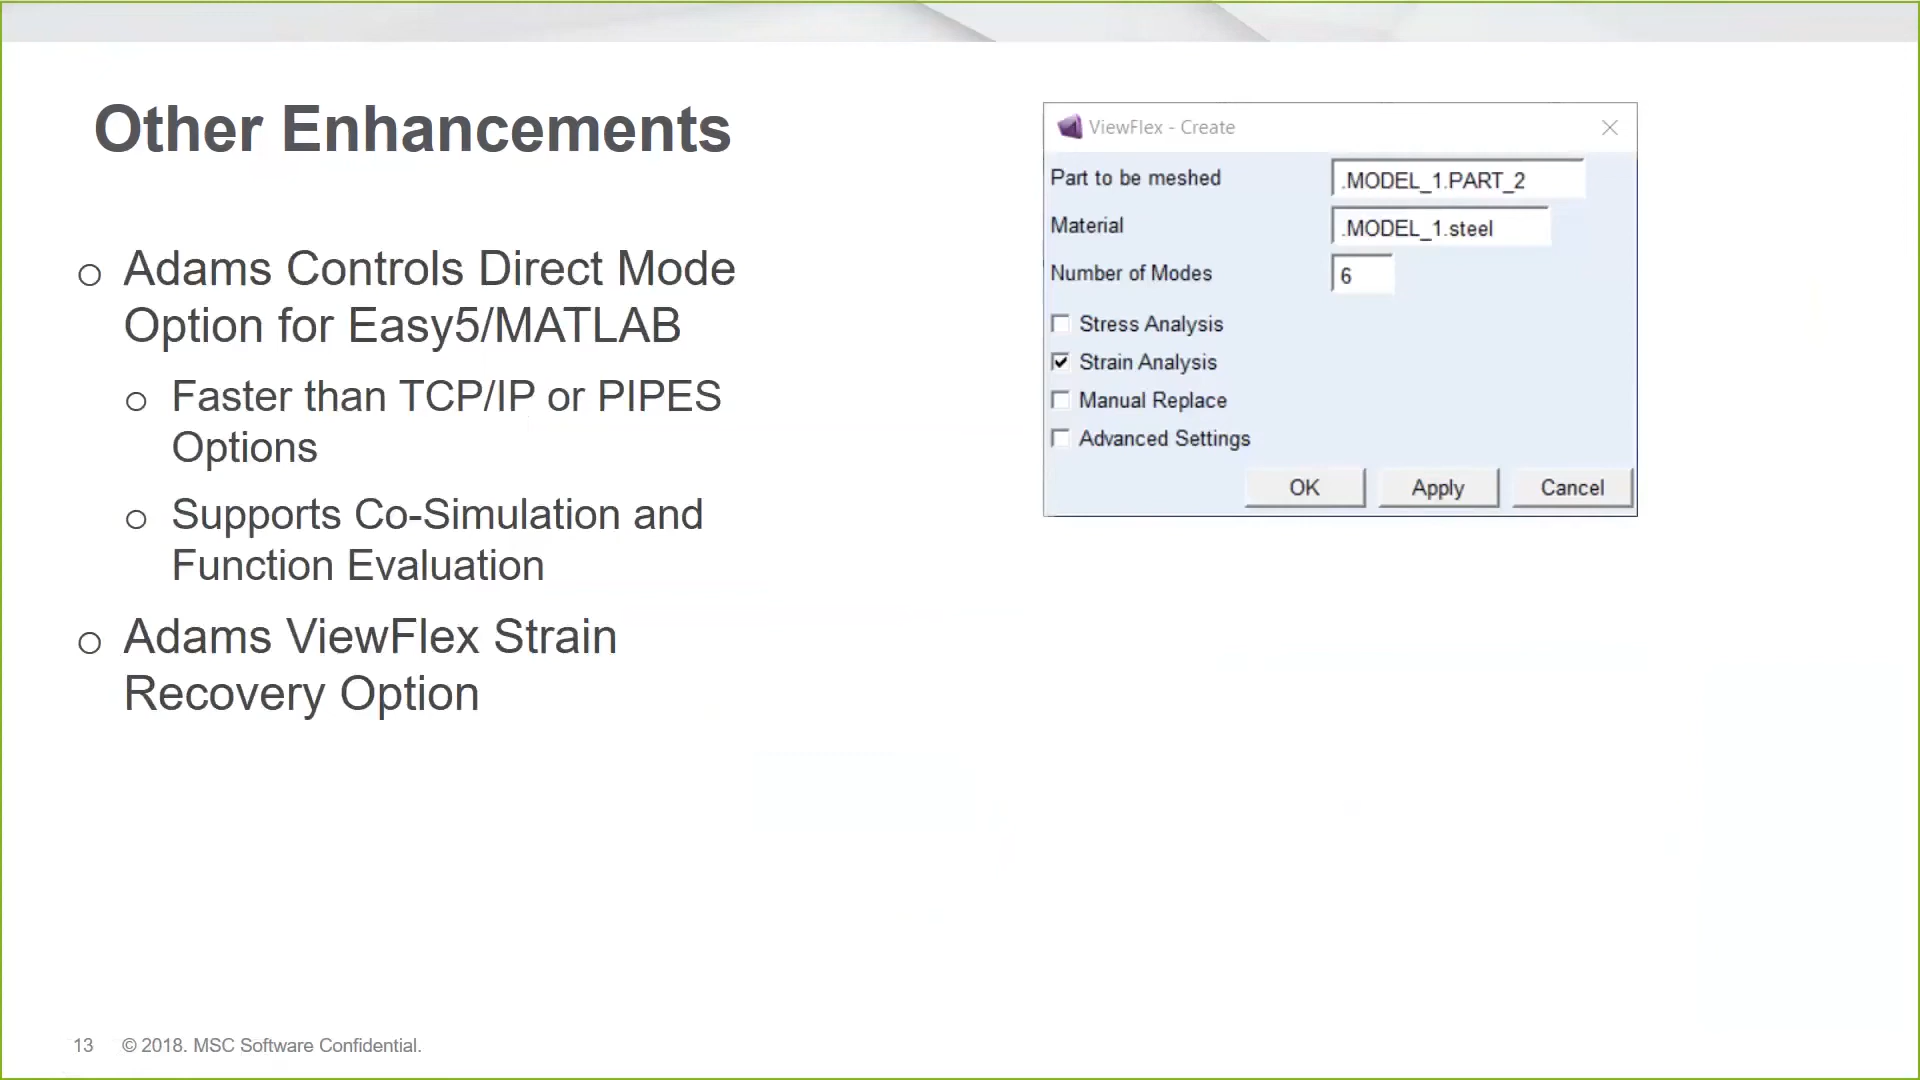 Other Enhancements
Adams Controls Direct Mode
Option for Easy5/MATLAB
Faster than TCP/IP or PIPES
Options
Supports Co-Simulation and
Function Evaluation
Adams ViewFlex Strain
Recovery Option
ViewFlex - Create
Part to be meshed .MODEL_1.PART_2
Material .MODEL_1.steel
Number of Modes 6
Stress Analysis
Strain Analysis
Manual Replace
Advanced Settings
OK Apply Cancel
13 © 2018. MSC Software Confidential.